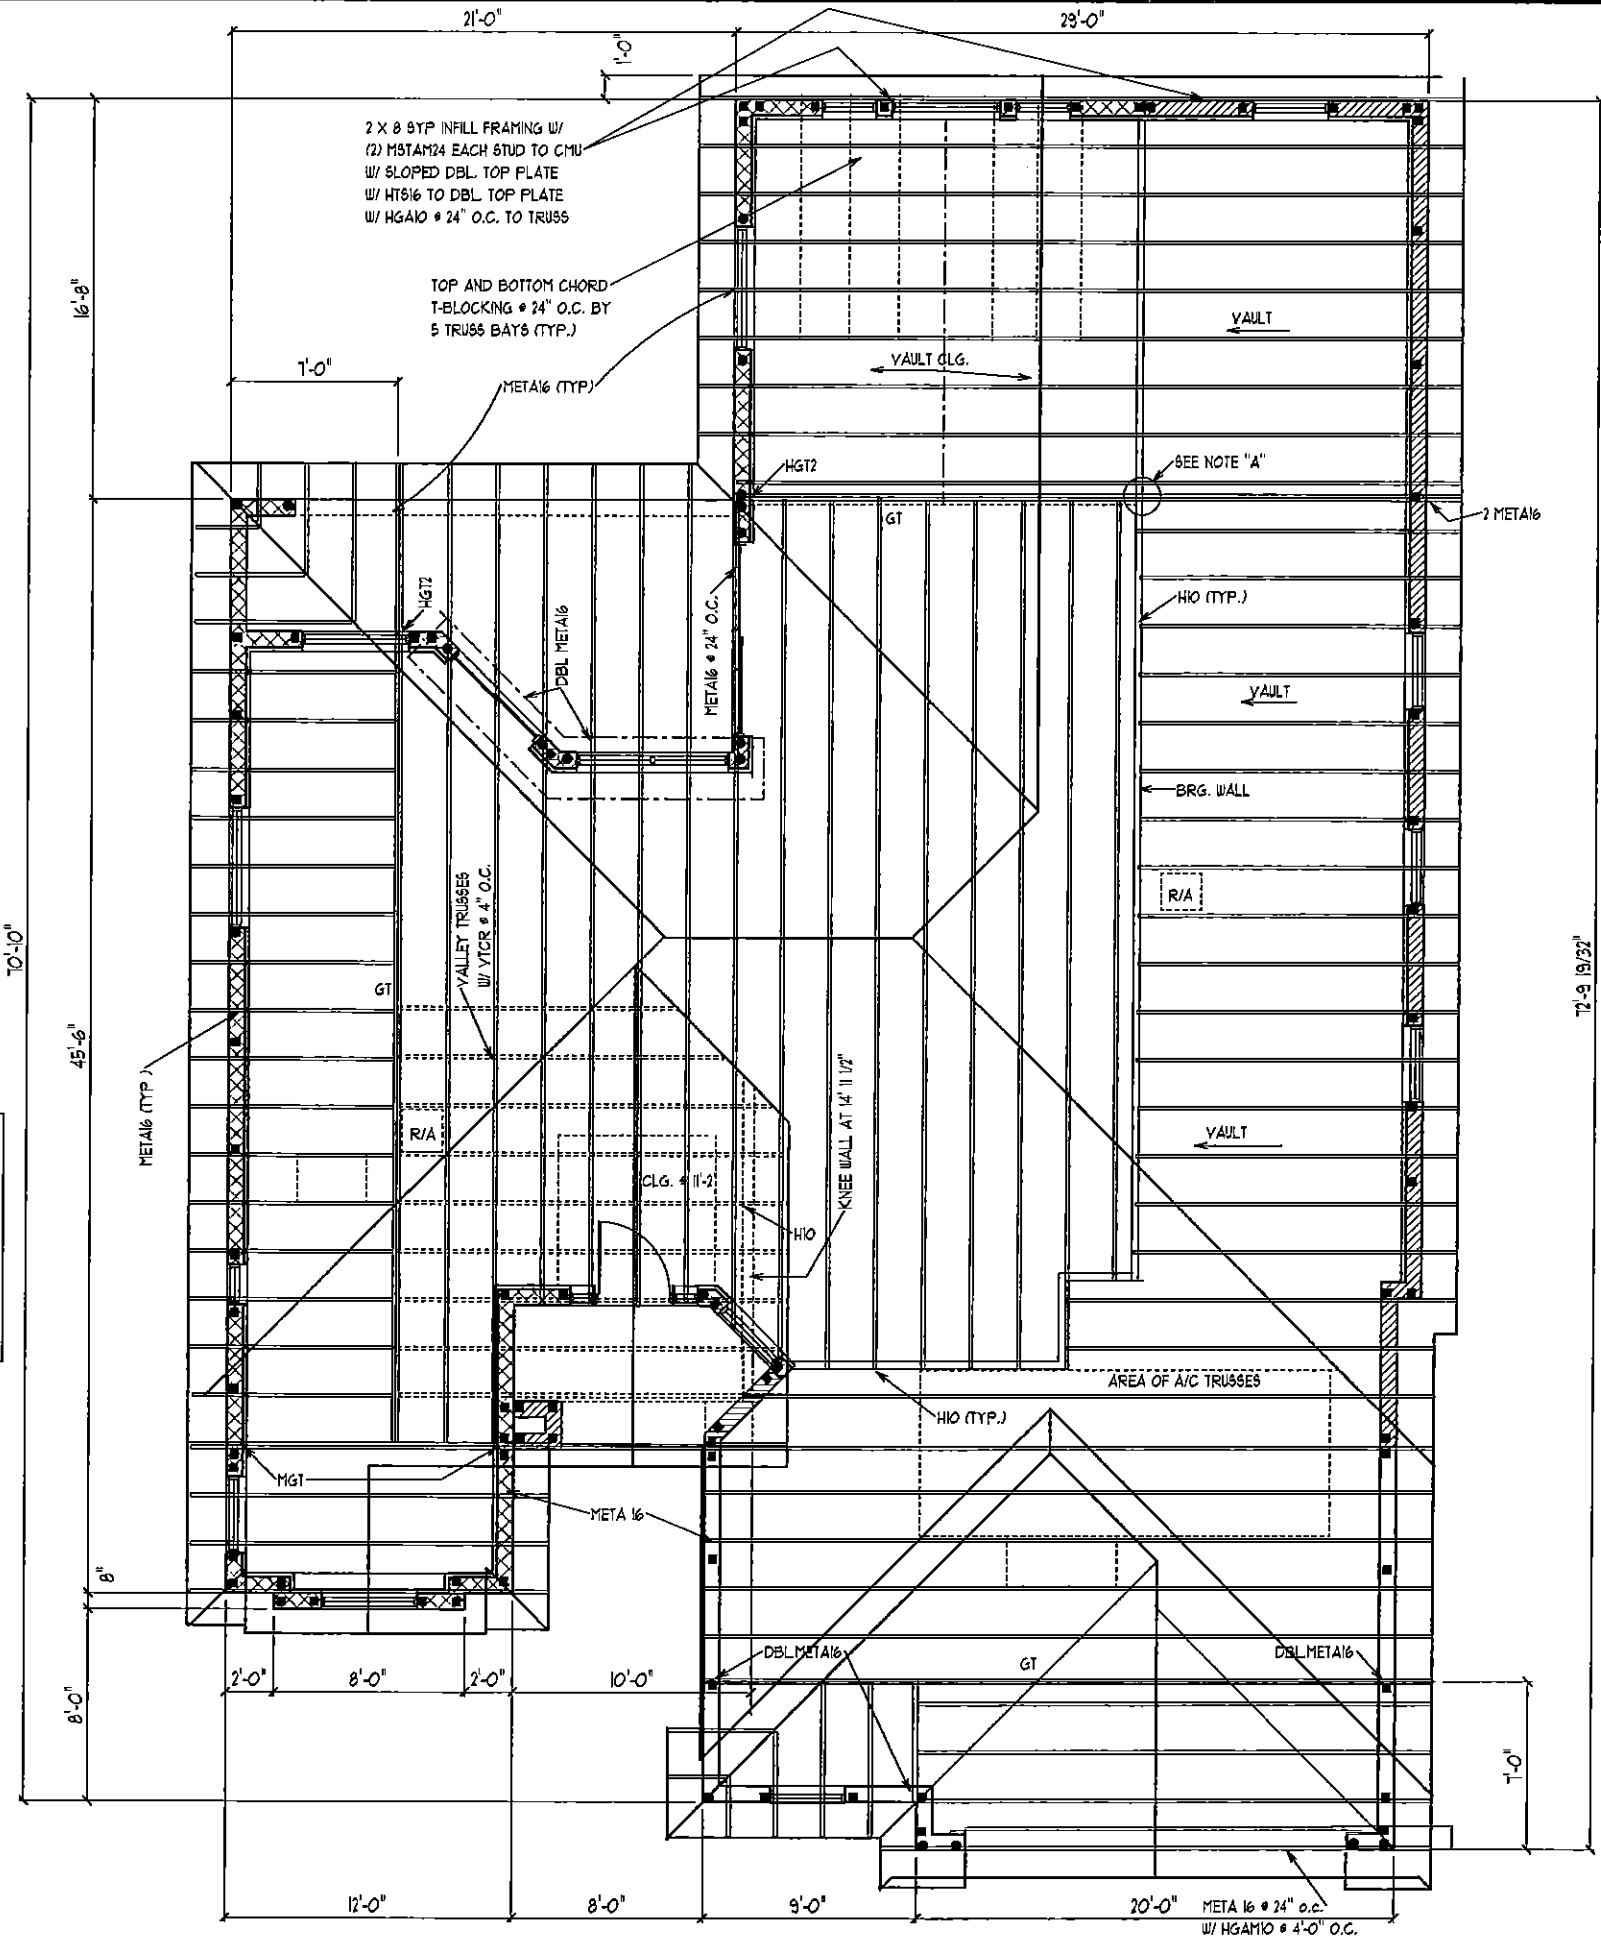 21'-0"
29'-0"
1'-0"
2 X 8 SYP INFILL FRAMING W/
(2) MSTAM24 EACH STUD TO CMU
W/ SLOPED DBL. TOP PLATE
W/ HTS16 TO DBL. TOP PLATE
W/ HGA10 @ 24" O.C. TO TRUSS
TOP AND BOTTOM CHORD
T-BLOCKING @ 24" O.C. BY
5 TRUSS BAYS (TYP.)
16'-8"
VAULT
VAULT CLG.
7'-0"
META16 (TYP.)
SEE NOTE "A"
HGT2
GT
2 META16
HGT2
DBL META16
META16 @ 24" O.C.
H10 (TYP.)
VAULT
BRG. WALL
R/A
VALLEY TRUSSES
W/ VTCR @ 4" O.C.
70'-10"
GT
72'-9 19/32"
45'-6"
META16 (TYP.)
R/A
KNEE WALL AT 14' 11 1/2"
VAULT
CLG. @ 11'-2"
H10
AREA OF A/C TRUSSES
H10 (TYP.)
MGT
META 16
8"
DBL META16
GT
DBL META16
2'-0"
8'-0"
2'-0"
10'-0"
8'-0"
7'-0"
12'-0"
8'-0"
9'-0"
20'-0"
META 16 @ 24" o.c.
W/ HGAM10 @ 4'-0" O.C.